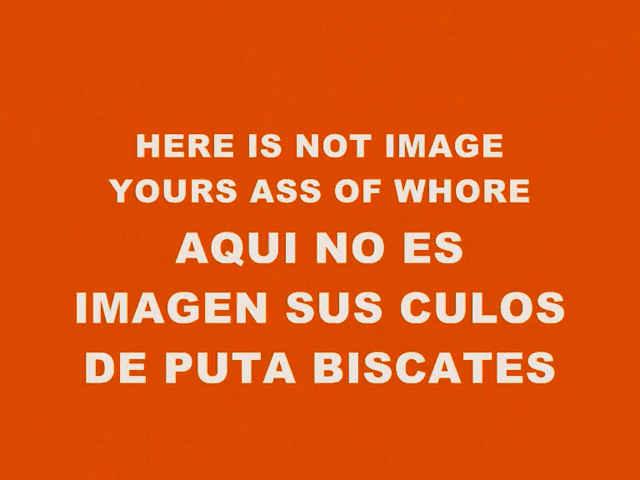 HERE IS NOT IMAGE
YOURS ASS OF WHORE
AQUI NO ES
IMAGEN SUS CULOS
DE PUTA BISCATES